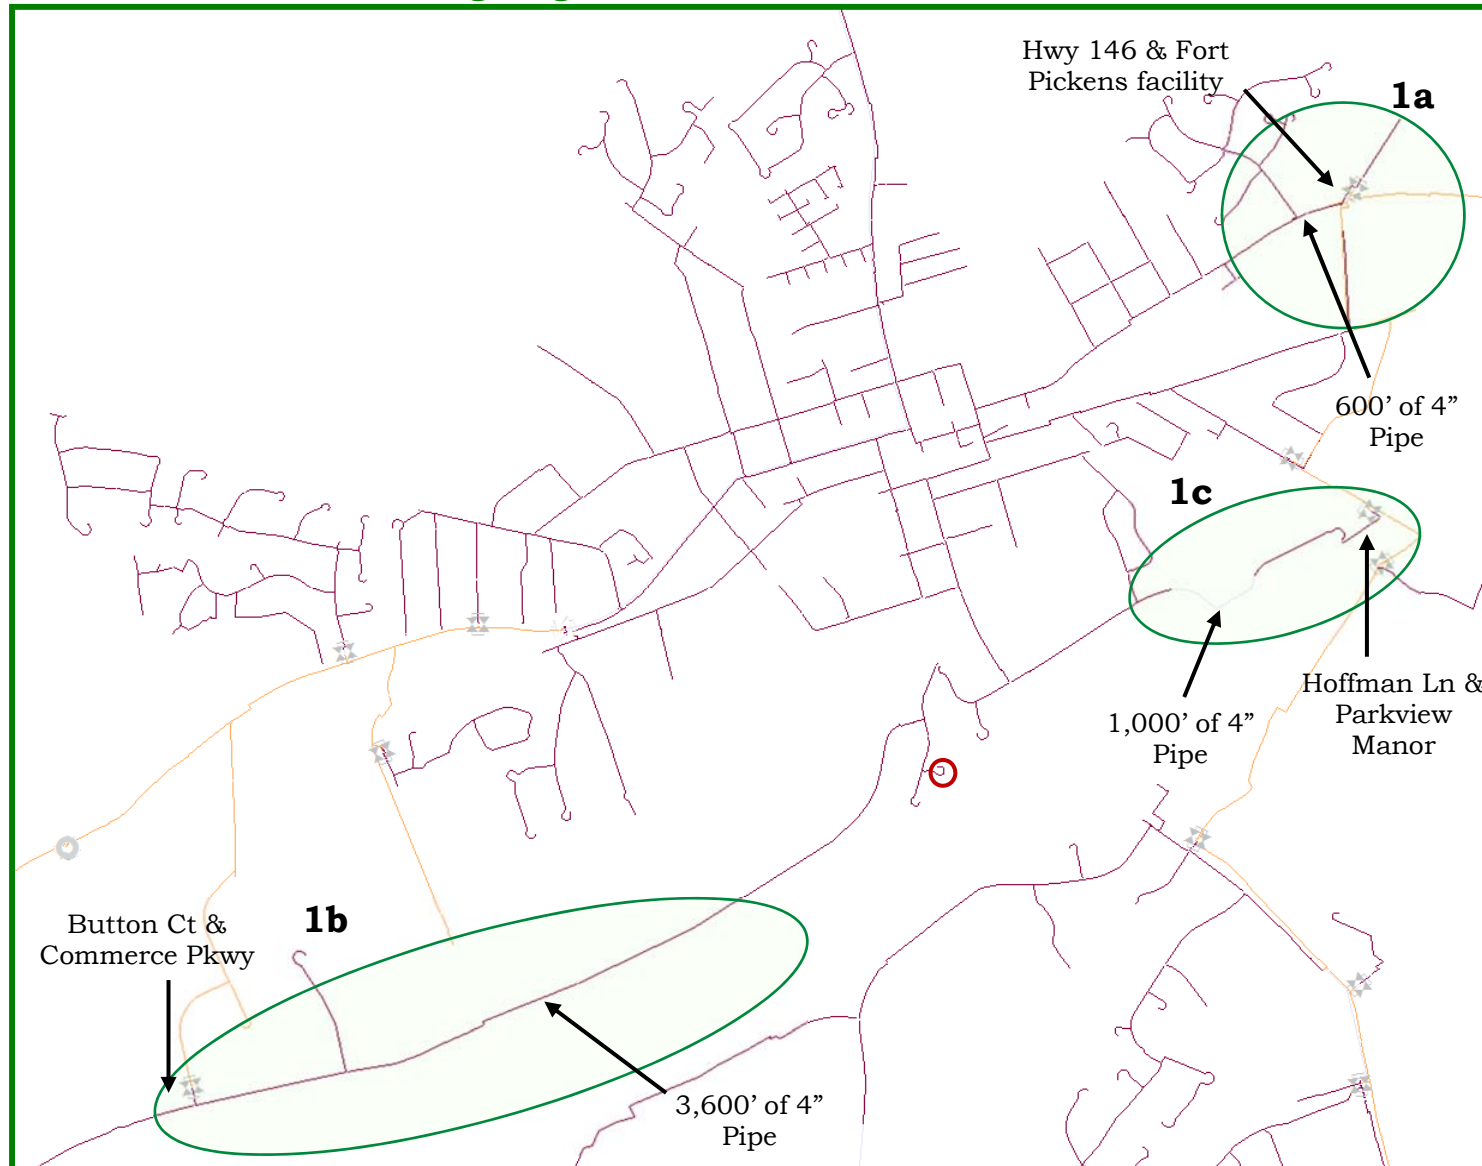 Hwy 146 & Fort
Pickens facility
1a
600’ of 4”
Pipe
1c
Hoffman Ln &
Parkview
Manor
1,000’ of 4”
Pipe
Button Ct &
Commerce Pkwy
1b
3,600’ of 4”
Pipe